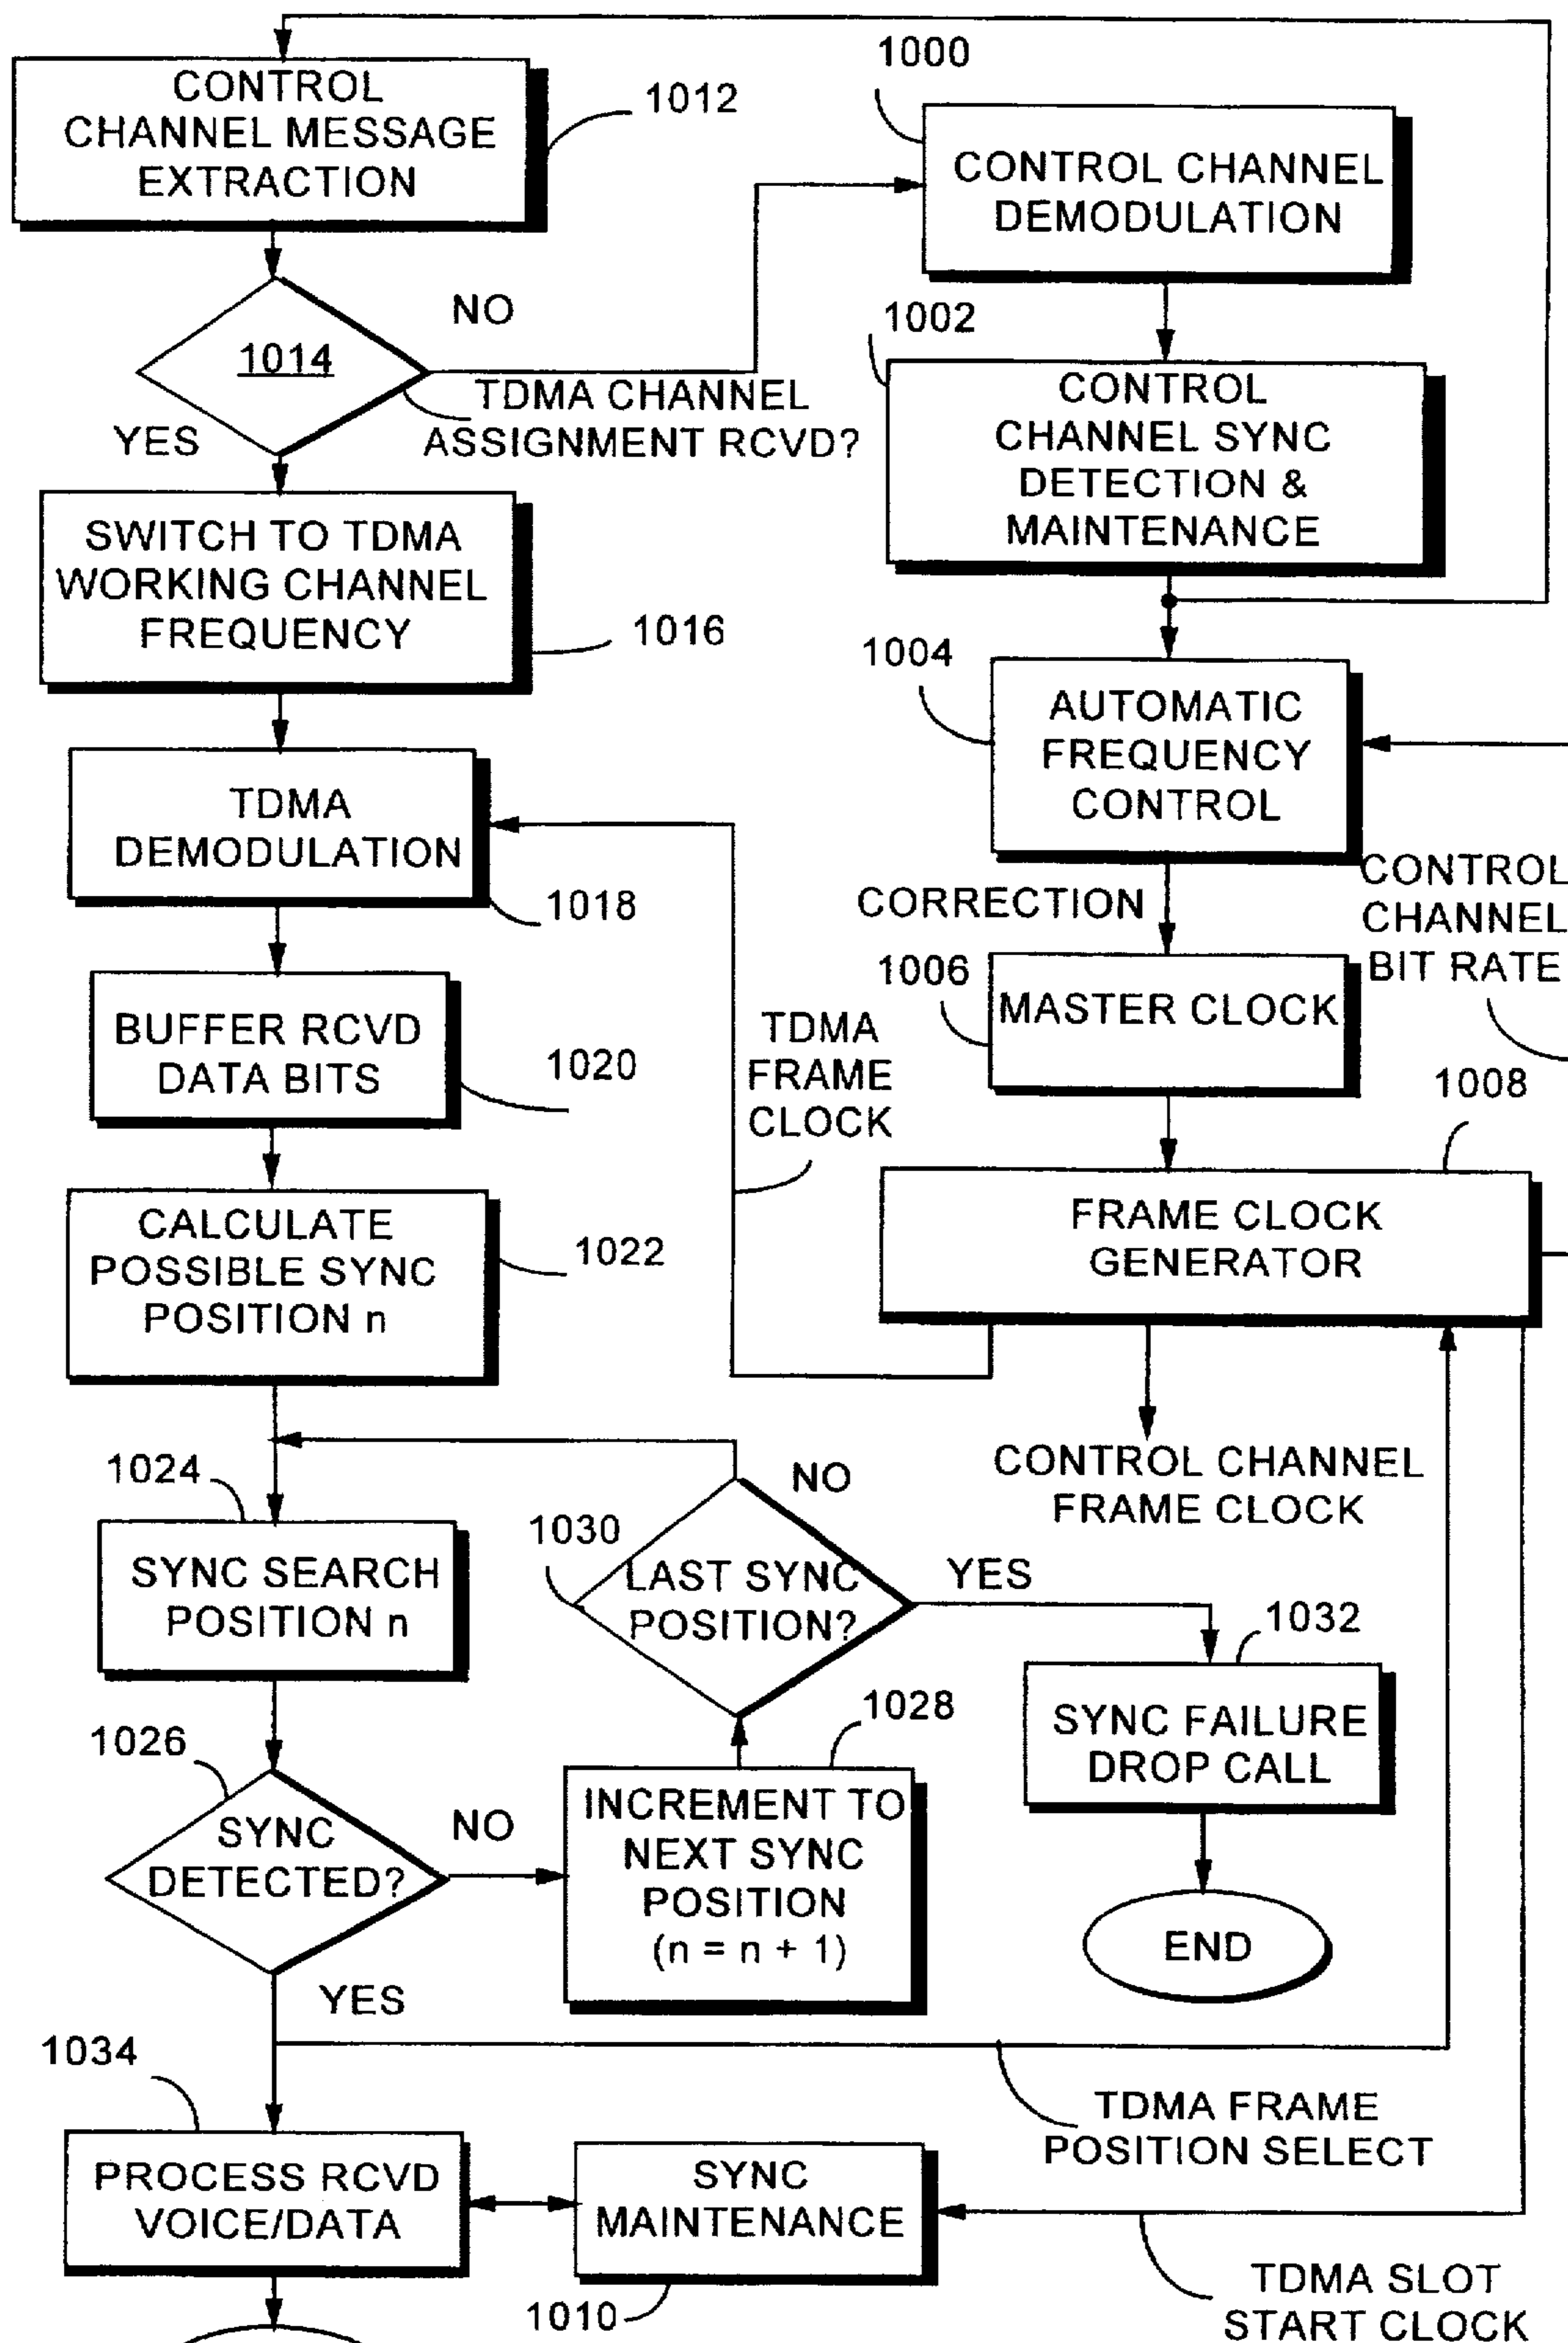 CONTROL
CHANNEL MESSAGE
EXTRACTION
1012
1000
CONTROL CHANNEL
DEMODULATION
1014
NO
YES
TDMA CHANNEL
ASSIGNMENT RCVD?
1002
CONTROL
CHANNEL SYNC
DETECTION &
MAINTENANCE
SWITCH TO TDMA
WORKING CHANNEL
FREQUENCY
1016
1004
AUTOMATIC
FREQUENCY
CONTROL
TDMA
DEMODULATION
1018
CORRECTION
CONTROL
CHANNEL
BIT RATE
1006
MASTER CLOCK
BUFFER RCVD
DATA BITS
1020
TDMA
FRAME
CLOCK
1008
FRAME CLOCK
GENERATOR
CALCULATE
POSSIBLE SYNC
POSITION n
1022
CONTROL CHANNEL
FRAME CLOCK
1024
SYNC SEARCH
POSITION n
NO
1030
LAST SYNC
POSITION?
YES
1032
SYNC FAILURE
DROP CALL
1026
SYNC
DETECTED?
NO
1028
INCREMENT TO
NEXT SYNC
POSITION
(n = n + 1)
END
YES
1034
TDMA FRAME
POSITION SELECT
PROCESS RCVD
VOICE/DATA
SYNC
MAINTENANCE
1010
TDMA SLOT
START CLOCK